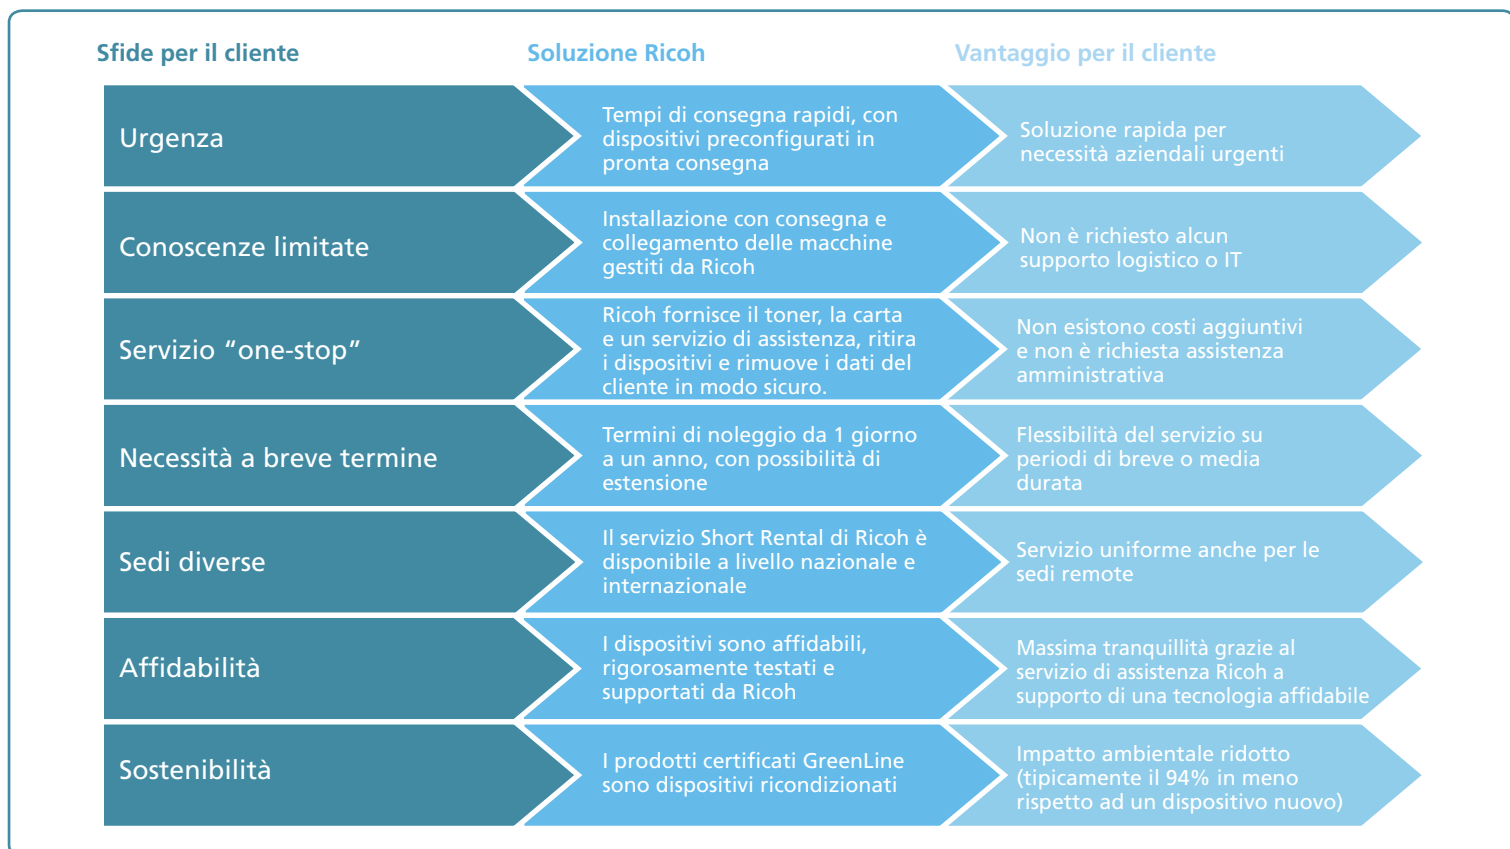 Sfide per il cliente
Soluzione Ricoh
Vantaggio per il cliente
Urgenza
Tempi di consegna rapidi, con
dispositivi preconfigurati in
pronta consegna
Soluzione rapida per
necessità aziendali urgenti
Conoscenze limitate
Installazione con consegna e
collegamento delle macchine
gestiti da Ricoh
Non è richiesto alcun
supporto logistico o IT
Servizio “one-stop”
Ricoh fornisce il toner, la carta
e un servizio di assistenza, ritira
i dispositivi e rimuove i dati del
cliente in modo sicuro.
Non esistono costi aggiuntivi
e non è richiesta assistenza
amministrativa
Necessità a breve termine
Termini di noleggio da 1 giorno
a un anno, con possibilità di
estensione
Flessibilità del servizio su
periodi di breve o media
durata
Sedi diverse
Il servizio Short Rental di Ricoh è
disponibile a livello nazionale e
internazionale
Servizio uniforme anche per le
sedi remote
Affidabilità
I dispositivi sono affidabili,
rigorosamente testati e
supportati da Ricoh
Massima tranquillità grazie al
servizio di assistenza Ricoh a
supporto di una tecnologia affidabile
Sostenibilità
I prodotti certificati GreenLine
sono dispositivi ricondizionati
Impatto ambientale ridotto
(tipicamente il 94% in meno
rispetto ad un dispositivo nuovo)